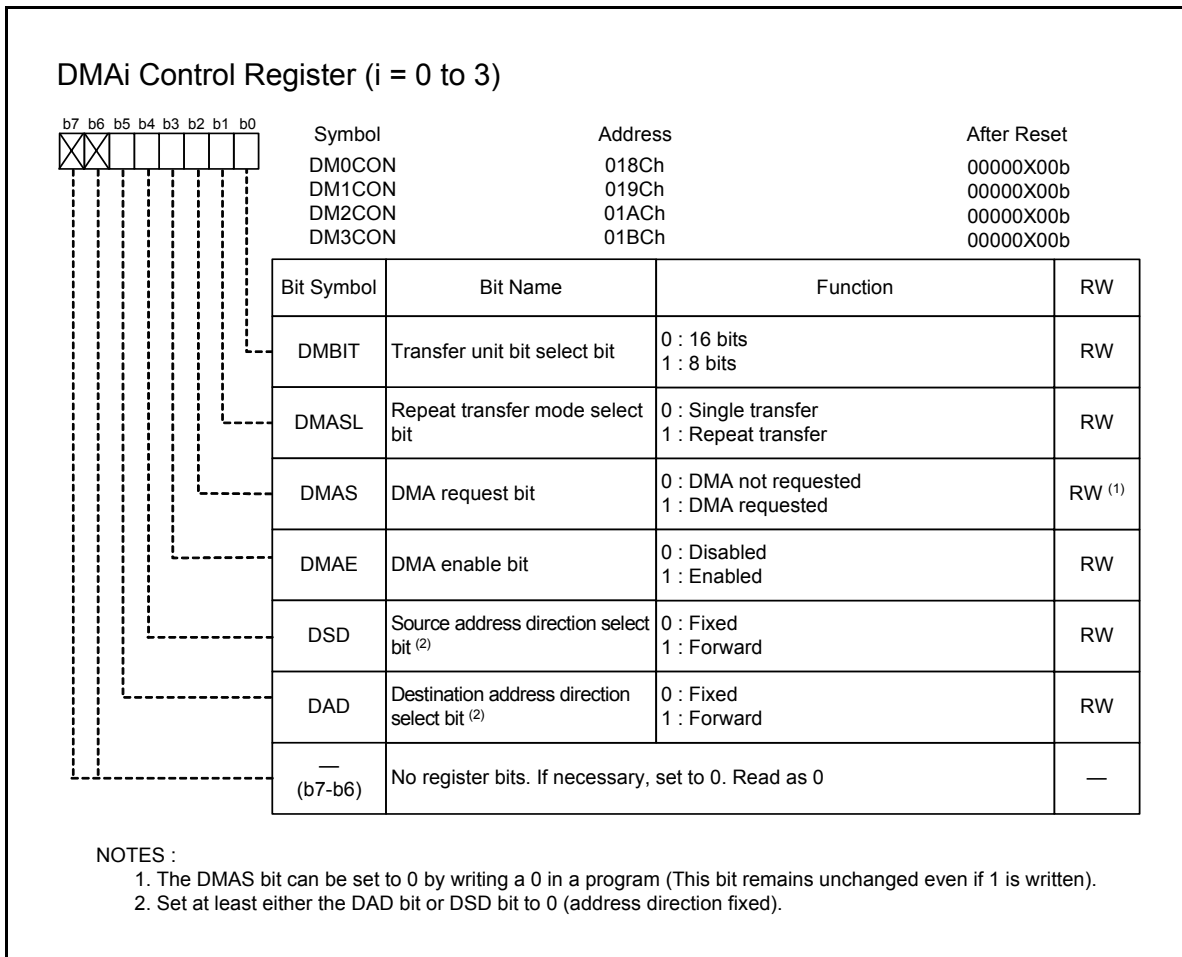 DMAi Control Register (i = 0 to 3)
b7 b6 b5 b4 b3 b2 b1 b0
Symbol Address After Reset
DM0CON 018Ch 00000X00b
DM1CON 019Ch 00000X00b
DM2CON 01ACh 00000X00b
DM3CON 01BCh 00000X00b
Bit Symbol Bit Name Function RW
DMBIT Transfer unit bit select bit 0 : 16 bits
1 : 8 bits RW
DMASL Repeat transfer mode select
bit 0 : Single transfer
1 : Repeat transfer RW
DMAS DMA request bit 0 : DMA not requested
1 : DMA requested RW (1)
DMAE DMA enable bit 0 : Disabled
1 : Enabled RW
DSD Source address direction select
bit (2) 0 : Fixed
1 : Forward RW
DAD Destination address direction
select bit (2) 0 : Fixed
1 : Forward RW
—
(b7-b6) No register bits. If necessary, set to 0. Read as 0 —
NOTES :
1. The DMAS bit can be set to 0 by writing a 0 in a program (This bit remains unchanged even if 1 is written).
2. Set at least either the DAD bit or DSD bit to 0 (address direction fixed).